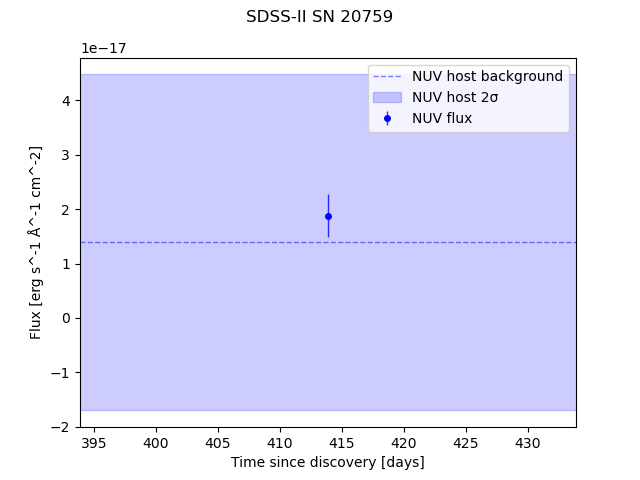 SDSS-II SN 20759
1e−17
NUV host background
NUV host 2σ
NUV flux
4
3
2
1
0
−1
−2
Flux [erg s^-1 Å^-1 cm^-2]
395 400 405 410 415 420 425 430
Time since discovery [days]